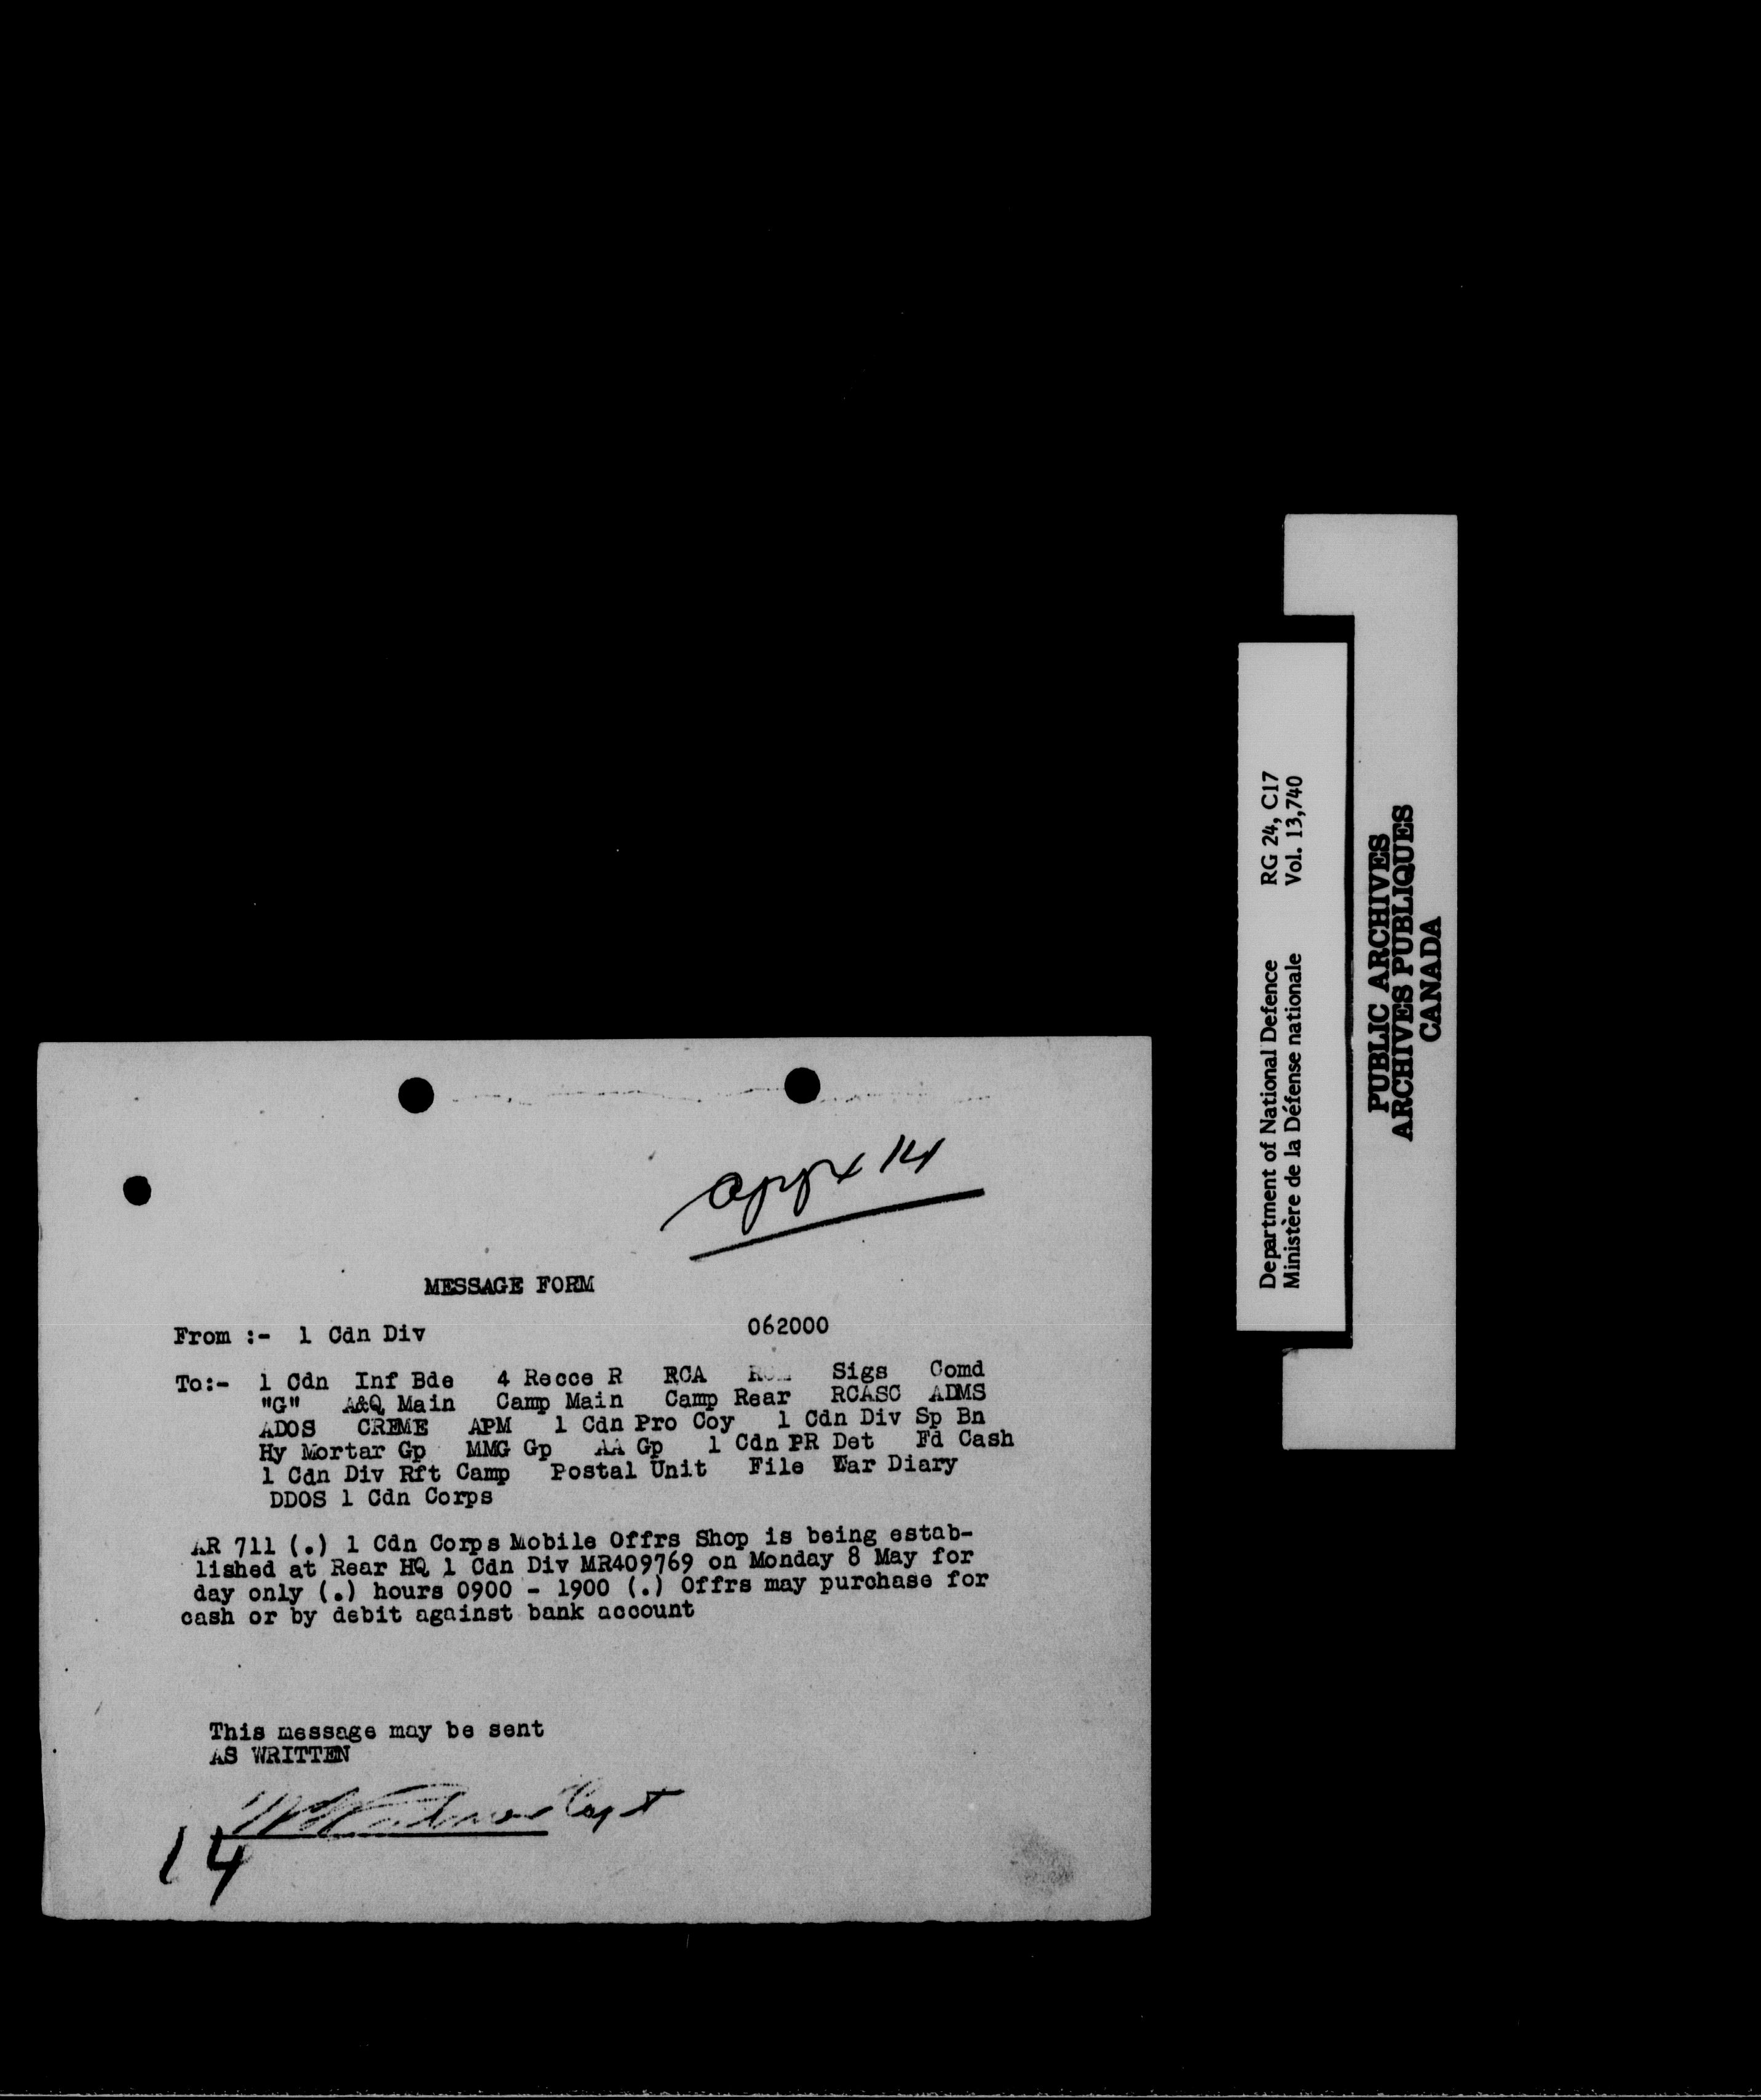 appx 14
MESSAGE FORM
From :- 1 Cdn Div 062000
To:- 1 Cdn Inf Bde 4 Recce R RCA Sigs Comd
"G" A&Q Main Camp Main Camp Rear RCASC ADMS
ADOS CREME APM 1 Cdn Pro Coy 1 Cdn Div Sp Bn
Hy Mortar Gp MMG Gp AA Gp 1 Cdn PR Det Fd Cash
1 Cdn Div Rft Camp Postal Unit File War Diary
DDOS 1 Cdn Corps
AR 711 (.) 1 Cdn Corps Mobile Offrs Shop is being estab-
lished at Rear HQ 1 Cdn Div MR409769 on Monday 8 May for
day only (.) hours 0900 - 1900 (.) Offrs may purchase for
cash or by debit against bank account
This message may be sent
AS WRITTEN
Capt
14
Department of National Defence RG 24, C17
Ministère de la Défense nationale Vol. 13,740
PUBLIC ARCHIVES
ARCHIVES PUBLIQUES
CANADA